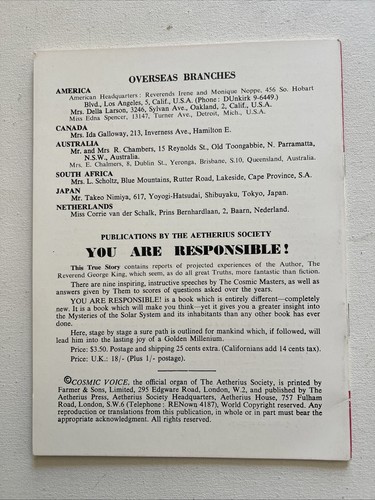 OVERSEAS BRANCHES
AMERICA
American Headquarters: Reverends Irene and Monique Noppe, 456 So. Hobart
Blvd., Los Angeles, 5, Calif., U.S.A. (Phone: DUnkirk 9-6449.)
Mrs. Della Larson, 3246, Sylvan Ave., Oakland, 2, Calif., U.S.A.
Miss Edna Spencer, 13147, Turner Ave., Detroit, Mich., U.S.A.
CANADA
Mrs. Ida Galloway, 213, Inverness Ave., Hamilton E.
AUSTRALIA
Mr. and Mrs R. Chambers, 15 Reynolds St., Old Toongabbie, N. Parramatta,
N.S.W., Australia.
Mrs. E. Chalmers, 8, Dublin St., Yeronga, Brisbane, S.10, Queensland, Australia.
SOUTH AFRICA
Mrs. L. Scholtz, Blue Mountains, Rutter Road, Lakeside, Cape Province, S.A.
JAPAN
Mr. Takeo Nimiya, 617, Yoyogi-Hatsudai, Shibuyaku, Tokyo, Japan.
NETHERLANDS
Miss Corrie van der Schalk, Prins Bernhardlaan, 2, Baarn, Nederland.
PUBLICATIONS BY THE AETHERIUS SOCIETY
YOU ARE RESPONSIBLE!
This True Story contains reports of projected experiences of the Author, The
Reverend George King, which seem, as do all great Truths, more fantastic than fiction.
There are nine inspiring, instructive speeches by The Cosmic Masters, as well as
answers given by Them to scores of questions asked over the years.
YOU ARE RESPONSIBLE! is a book which is entirely different—completely
new. It is a book which will make you think—yet it gives you a greater insight into
the Mysteries of the Solar System and its inhabitants than any other book has ever
done.
Here, stage by stage a sure path is outlined for mankind which, if followed, will
lead him into the lasting joy of a Golden Millenium.
Price: $3.50. Postage and shipping 25 cents extra. (Californians add 14 cents tax).
Price: U.K.: 18/- (Plus 1/- postage).
©COSMIC VOICE, the official organ of The Aetherius Society, is printed by
Farmer & Sons, Limited, 295 Edgware Road, London, W.2, and published by The
Aetherius Press, Aetherius Society Headquarters, Aetherius House, 757 Fulham
Road, London, S.W.6 (Telephone: RENown 4187), World Copyright Reserved. Any
reproduction or translations from this publication, in whole or in part must bear the
appropriate acknowledgment. All rights reserved.